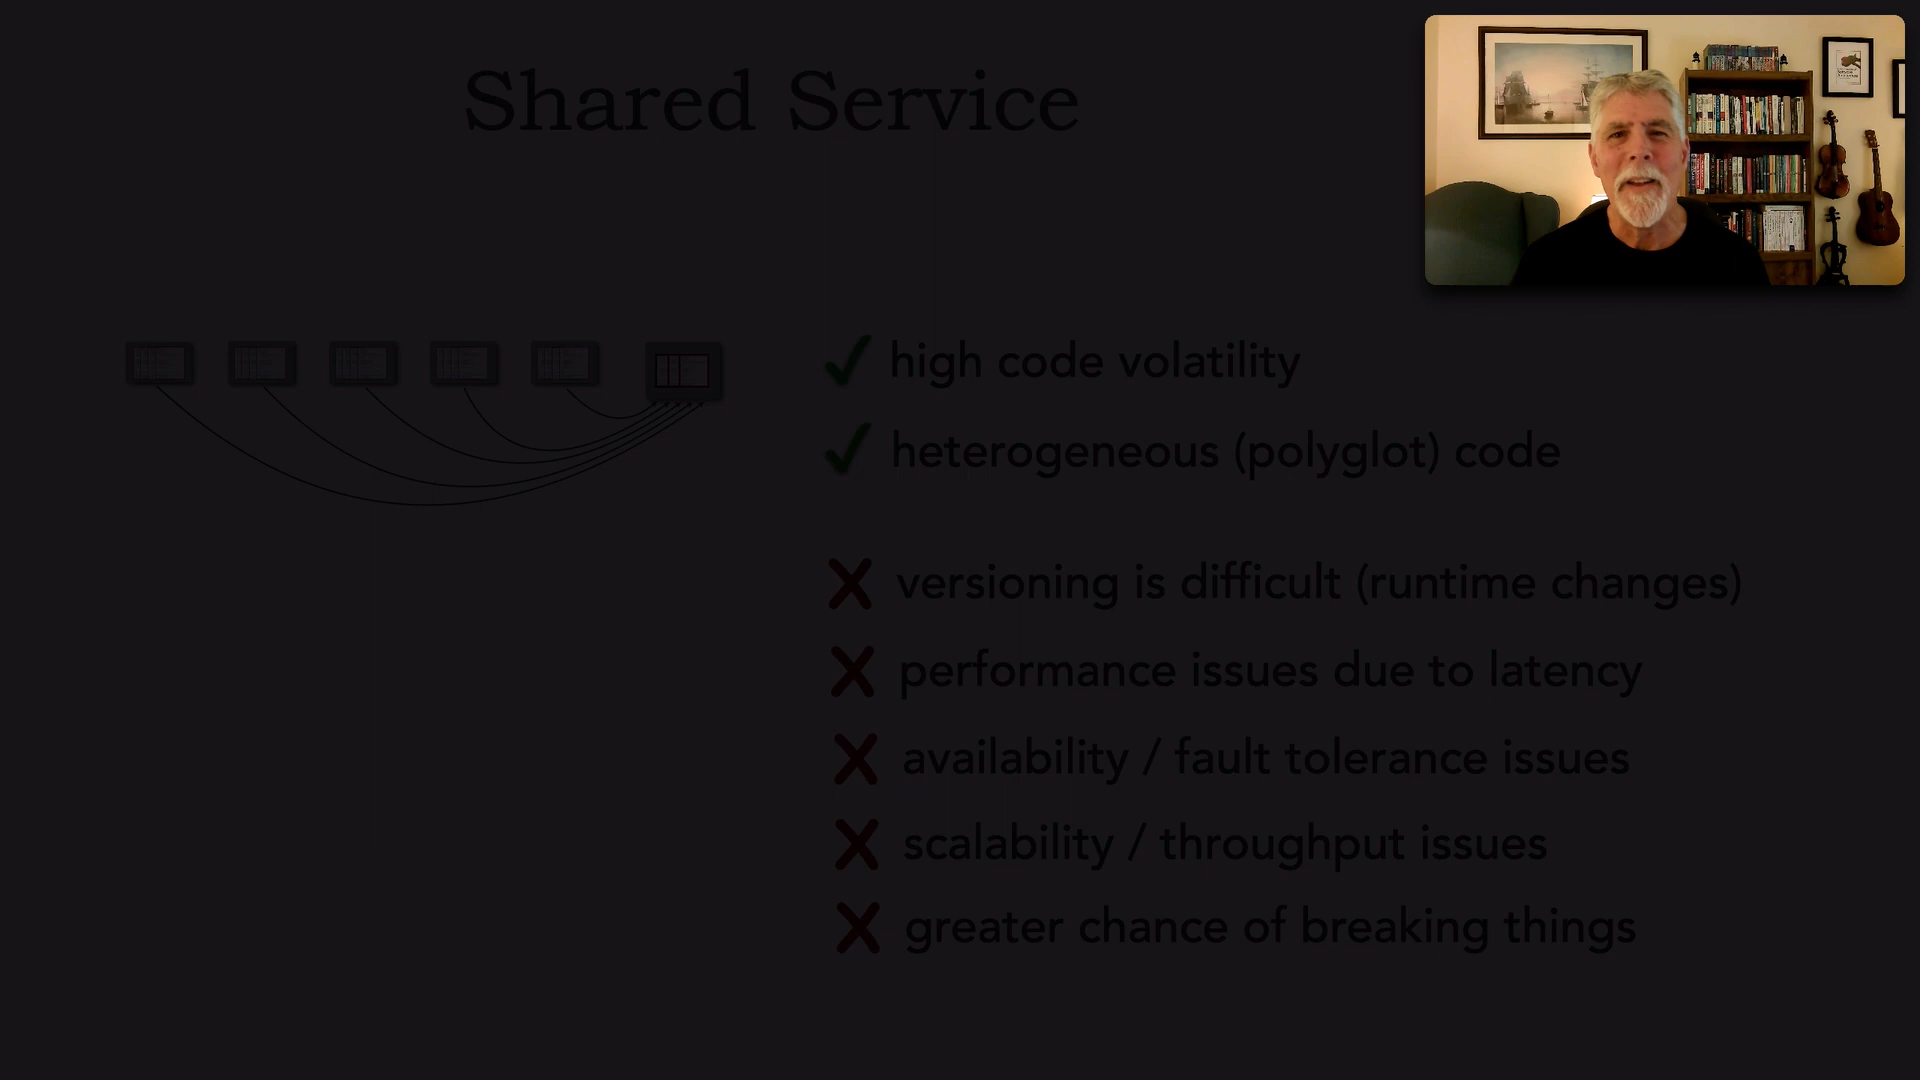 Shared Service
high code volatility
heterogeneous (polyglot) code
versioning is difficult (runtime changes)
performance issues due to latency
availability / fault tolerance issues
scalability / throughput issues
greater chance of breaking things